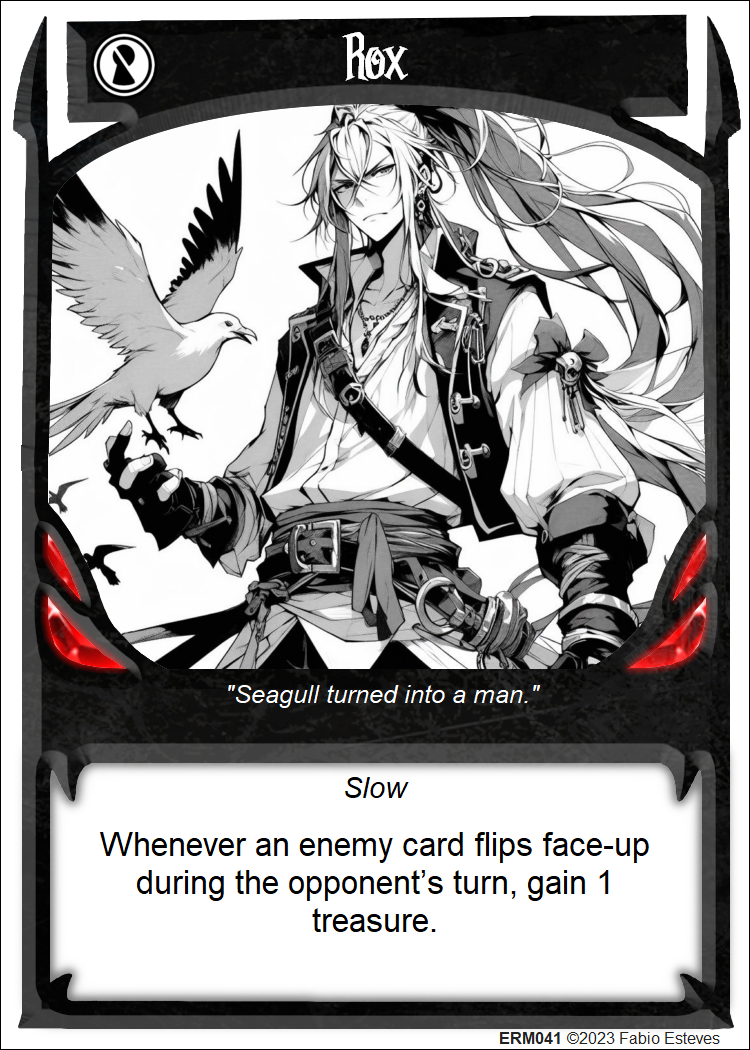 Rox
"Seagull turned into a man."
Slow
Whenever an enemy card flips face-up
during the opponent’s turn, gain 1
treasure.
ERM041 ©2023 Fabio Esteves